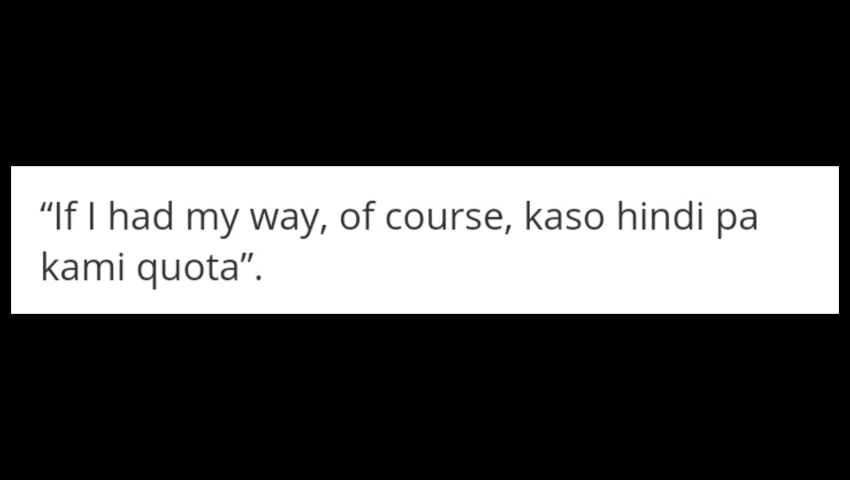 “If I had my way, of course, kaso hindi pa
kami quota”.